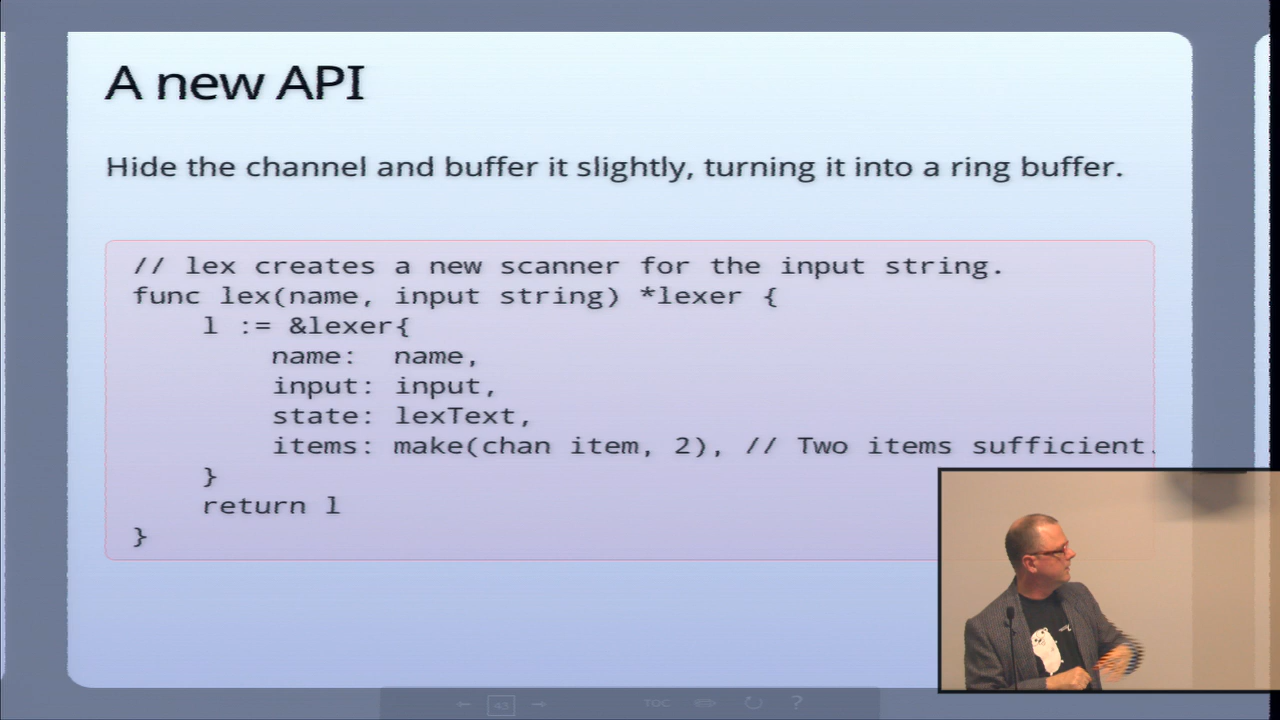 A new API
Hide the channel and buffer it slightly, turning it into a ring buffer.
// lex creates a new scanner for the input string.
func lex(name, input string) *lexer {
l := &lexer{
name: name,
input: input,
state: lexText,
items: make(chan item, 2), // Two items sufficient.
}
return l
}
43
TOC
?